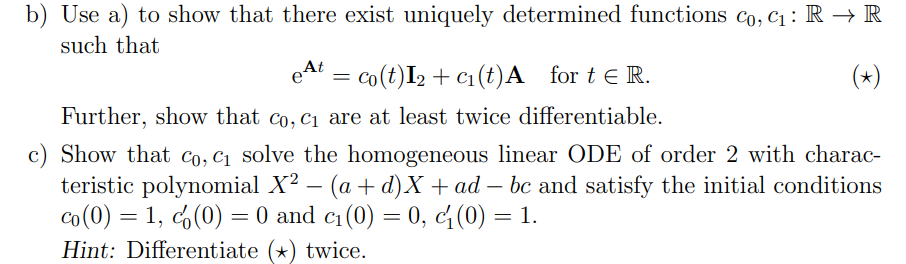 b) Use a) to show that there exist uniquely determined functions c₀, c₁ : ℝ → ℝ
such that
e^{At} = c₀(t)I₂ + c₁(t)A for t ∈ ℝ. (⋆)
Further, show that c₀, c₁ are at least twice differentiable.
c) Show that c₀, c₁ solve the homogeneous linear ODE of order 2 with charac-
teristic polynomial X² − (a + d)X + ad − bc and satisfy the initial conditions
c₀(0) = 1, c₀′(0) = 0 and c₁(0) = 0, c₁′(0) = 1.
Hint: Differentiate (⋆) twice.